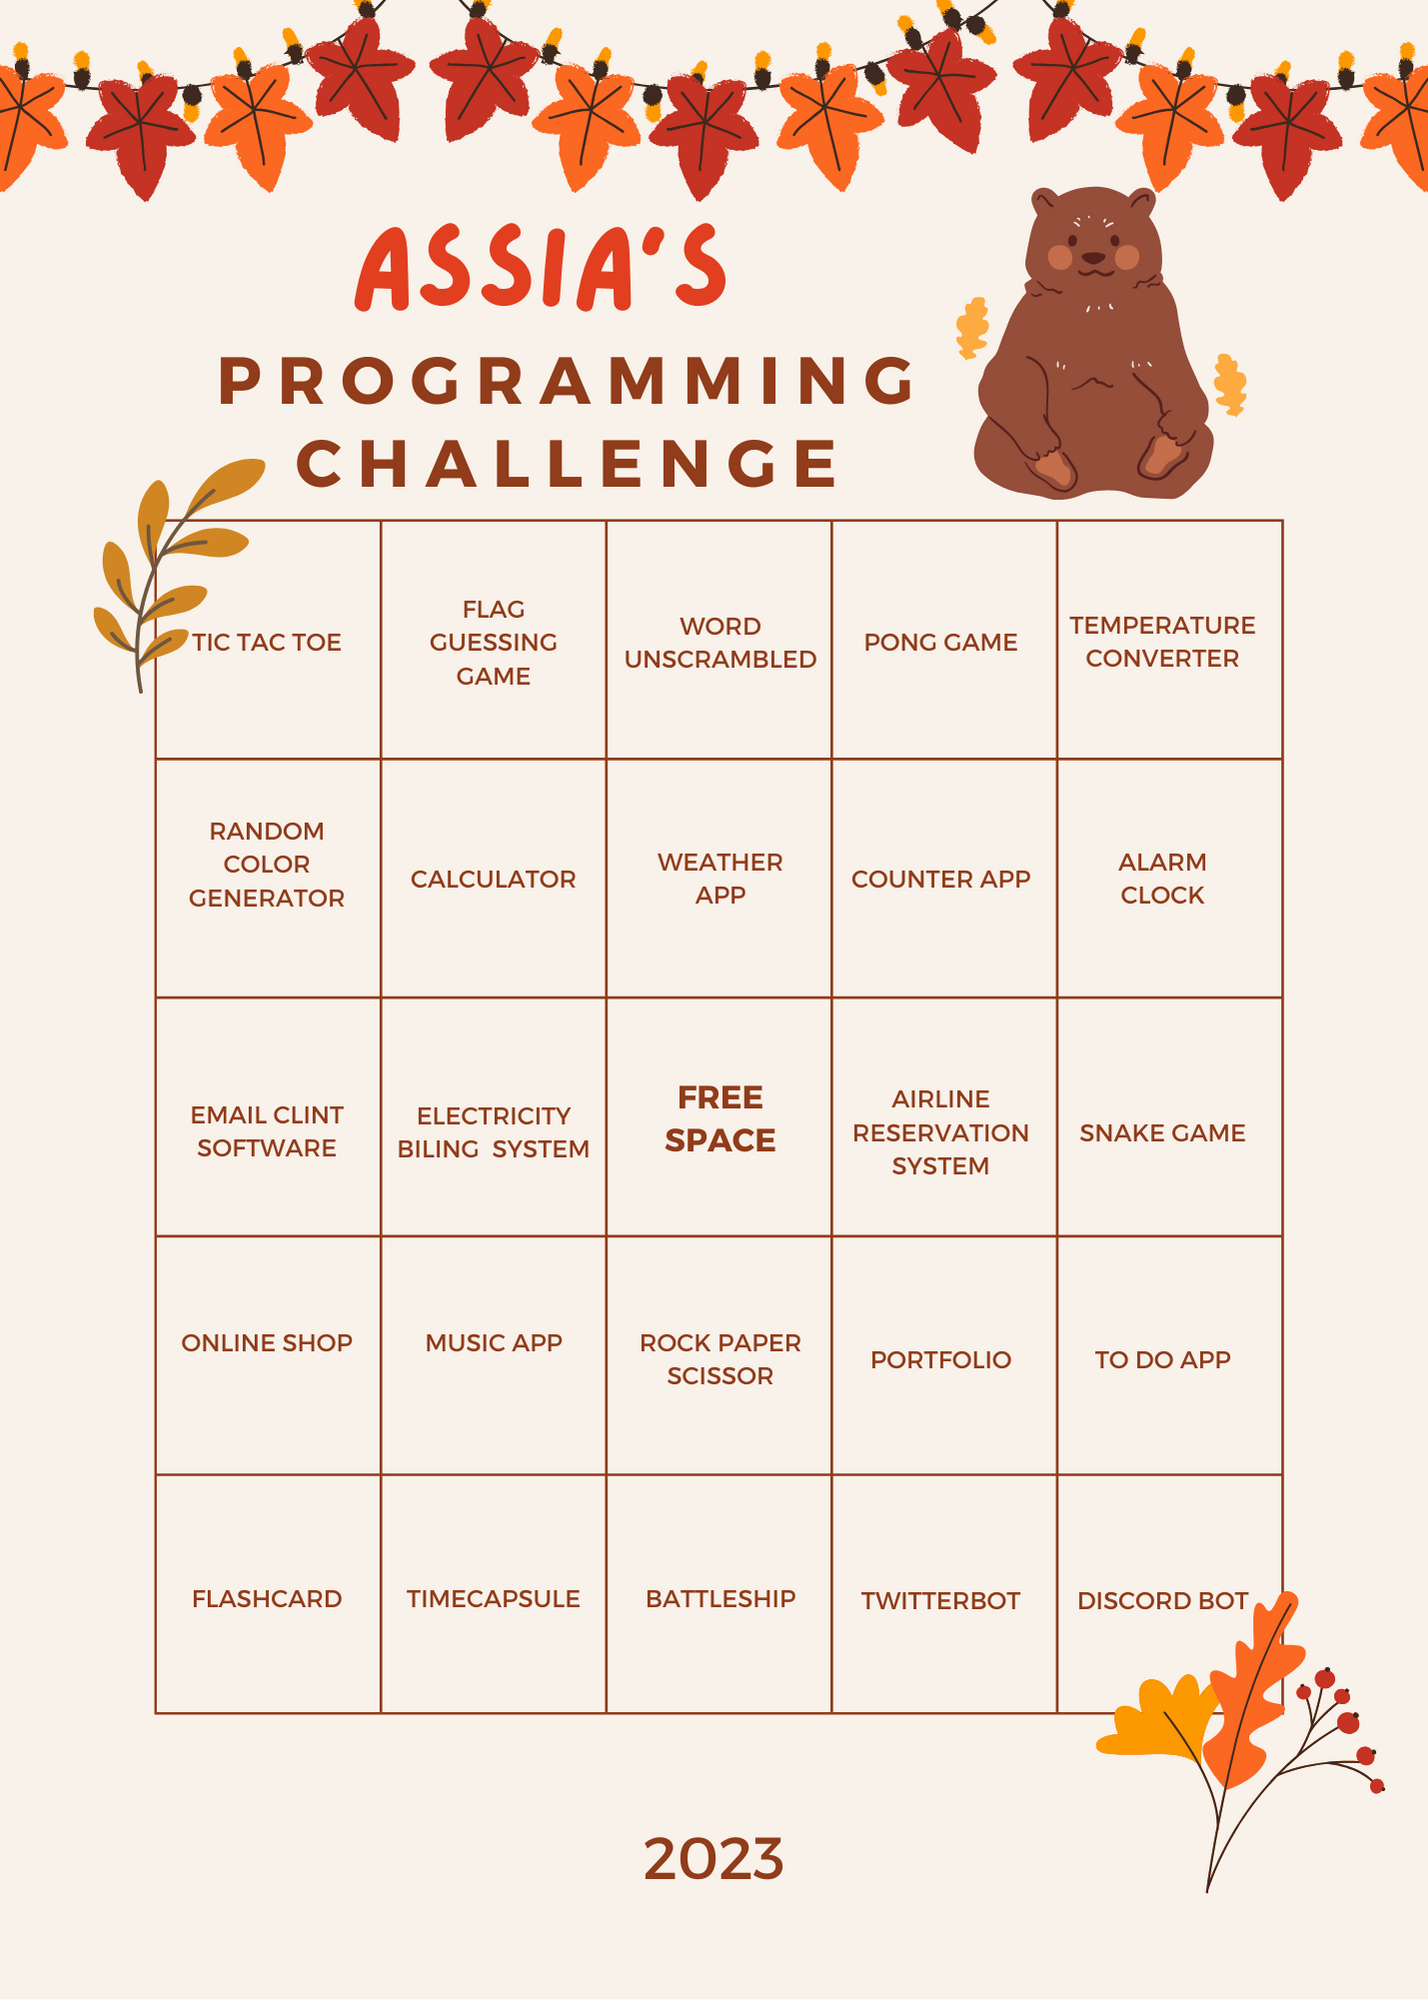 ASSIA'S
PROGRAMMING
CHALLENGE
TIC TAC TOE
FLAG
GUESSING
GAME
WORD
UNSCRAMBLED
PONG GAME
TEMPERATURE
CONVERTER
RANDOM
COLOR
GENERATOR
CALCULATOR
WEATHER
APP
COUNTER APP
ALARM
CLOCK
EMAIL CLINT
SOFTWARE
ELECTRICITY
BILING  SYSTEM
FREE
SPACE
AIRLINE
RESERVATION
SYSTEM
SNAKE GAME
ONLINE SHOP
MUSIC APP
ROCK PAPER
SCISSOR
PORTFOLIO
TO DO APP
FLASHCARD
TIMECAPSULE
BATTLESHIP
TWITTERBOT
DISCORD BOT
2023